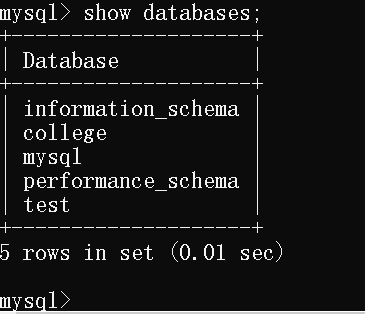 mysql> show databases;
+--------------------+
| Database           |
+--------------------+
| information_schema |
| college            |
| mysql              |
| performance_schema |
| test               |
+--------------------+
5 rows in set (0.01 sec)
mysql>